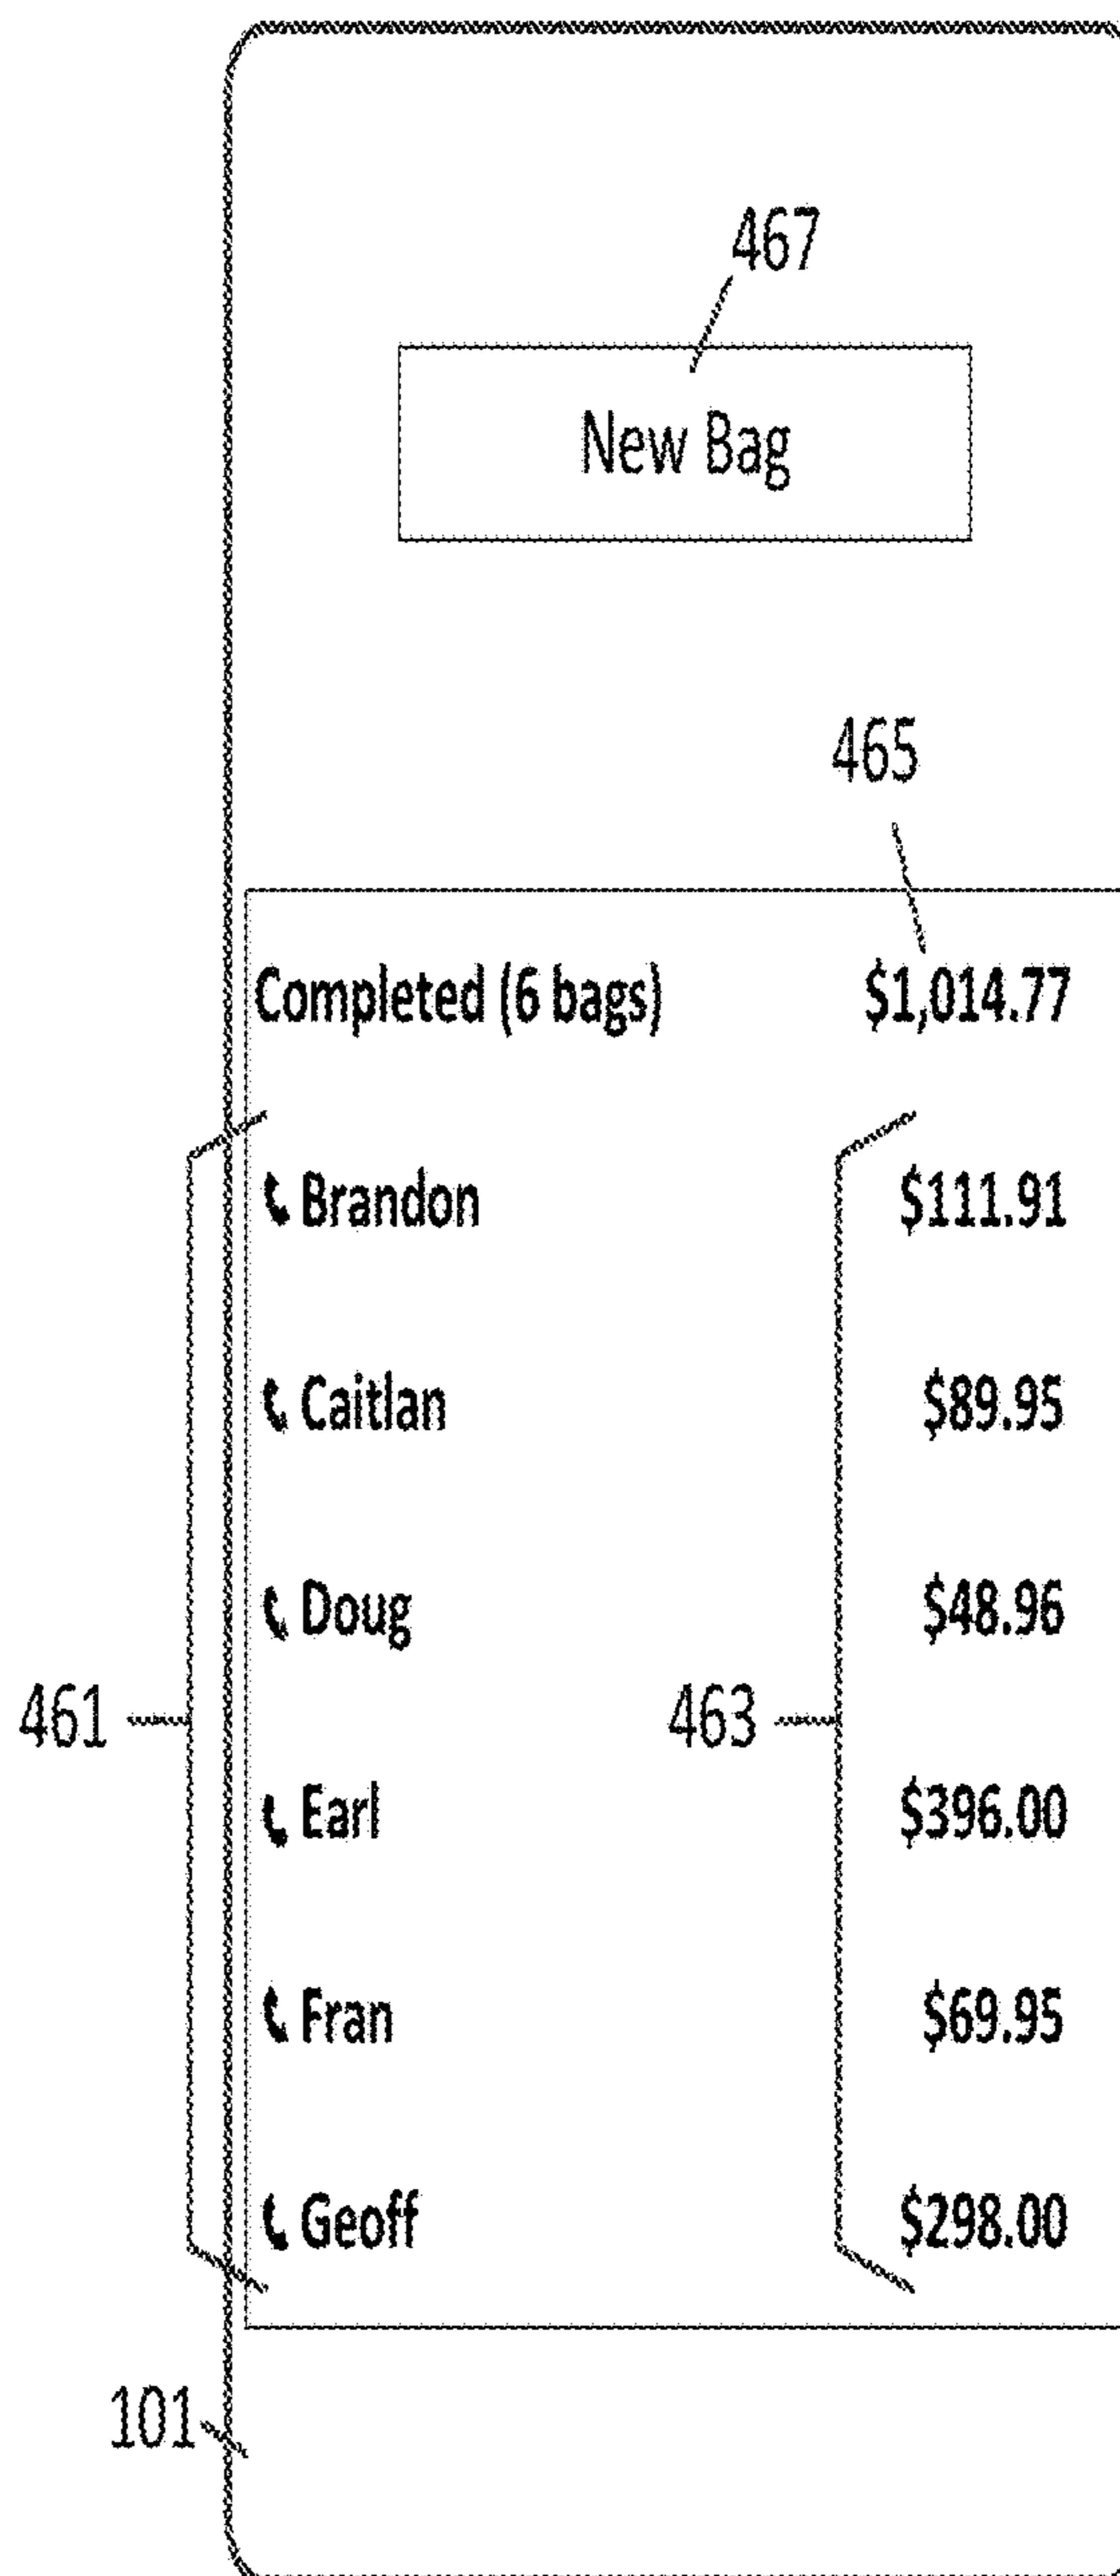 467
New Bag
465
Completed (6 bags) $1,014.77
Brandon $111.91
Caitlan $89.95
Doug $48.96
461 463
Earl $396.00
Fran $69.95
Geoff $298.00
101